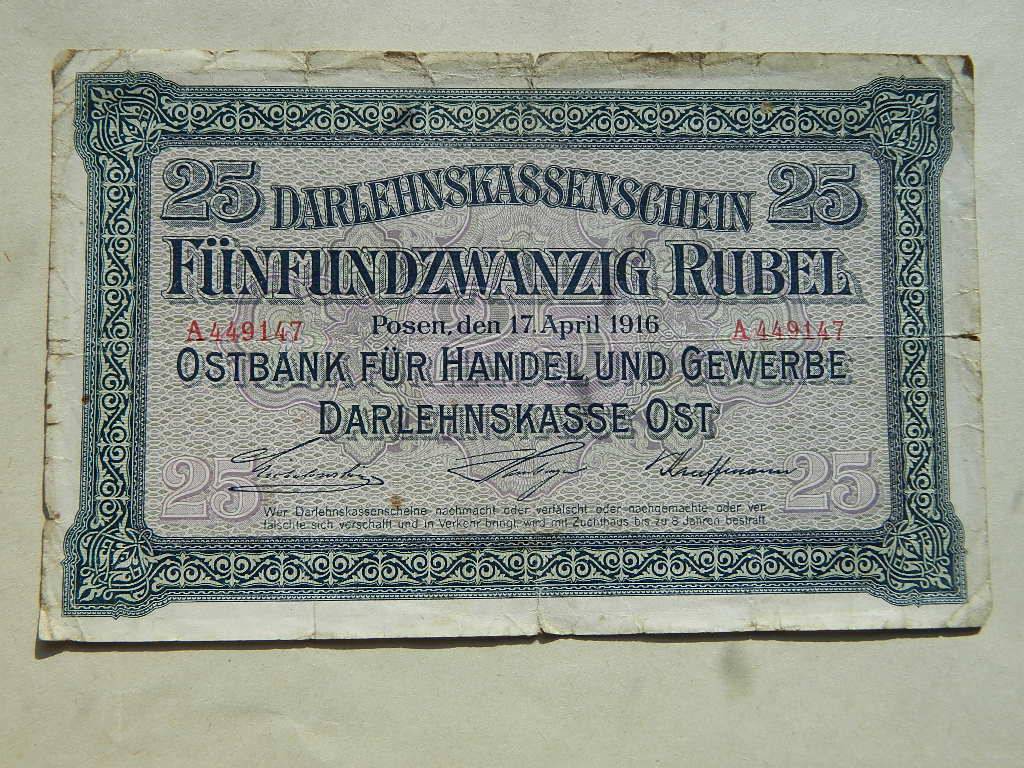 25 DARLEHNSKASSENSCHEIN 25
FÜNFUNDZWANZIG RUBEL
A 449147 Posen, den 17. April 1916 A 449147
OSTBANK FÜR HANDEL UND GEWERBE
DARLEHNSKASSE OST
25 25
Wer Darlehnskassenscheine nachmacht oder verfälscht oder nachgemachte oder ver-
fälschte sich verschafft und in Verkehr bringt, wird mit Zuchthaus bis zu 8 Jahren bestraft.